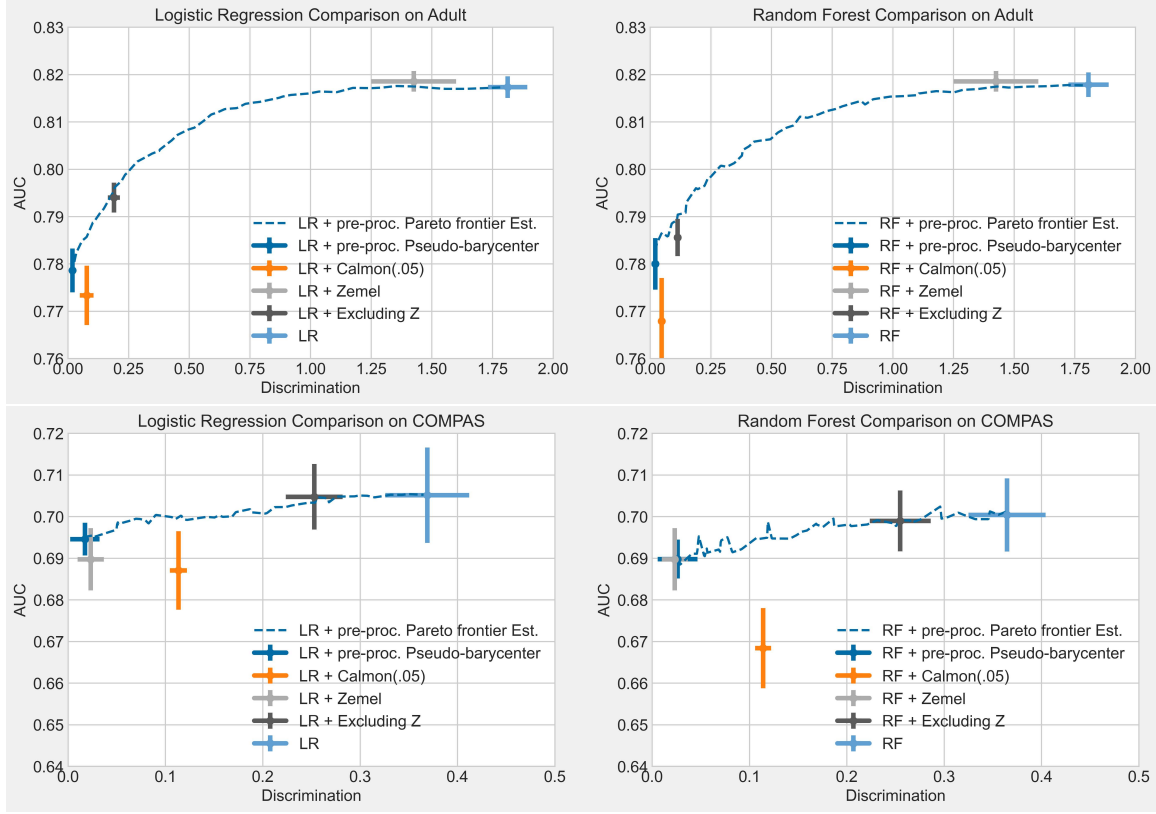 Logistic Regression Comparison on Adult
0.83
0.82
0.81
0.80
0.79
0.78
0.77
0.76
AUC
LR + pre-proc. Pareto frontier Est.
LR + pre-proc. Pseudo-barycenter
LR + Calmon(.05)
LR + Zemel
LR + Excluding Z
LR
0.00 0.25 0.50 0.75 1.00 1.25 1.50 1.75 2.00
Discrimination
Random Forest Comparison on Adult
0.83
0.82
0.81
0.80
0.79
0.78
0.77
0.76
AUC
RF + pre-proc. Pareto frontier Est.
RF + pre-proc. Pseudo-barycenter
RF + Calmon(.05)
RF + Zemel
RF + Excluding Z
RF
0.00 0.25 0.50 0.75 1.00 1.25 1.50 1.75 2.00
Discrimination
Logistic Regression Comparison on COMPAS
0.72
0.71
0.70
0.69
0.68
0.67
0.66
0.65
0.64
AUC
LR + pre-proc. Pareto frontier Est.
LR + pre-proc. Pseudo-barycenter
LR + Calmon(.05)
LR + Zemel
LR + Excluding Z
LR
0.0 0.1 0.2 0.3 0.4 0.5
Discrimination
Random Forest Comparison on COMPAS
0.72
0.71
0.70
0.69
0.68
0.67
0.66
0.65
0.64
AUC
RF + pre-proc. Pareto frontier Est.
RF + pre-proc. Pseudo-barycenter
RF + Calmon(.05)
RF + Zemel
RF + Excluding Z
RF
0.0 0.1 0.2 0.3 0.4 0.5
Discrimination